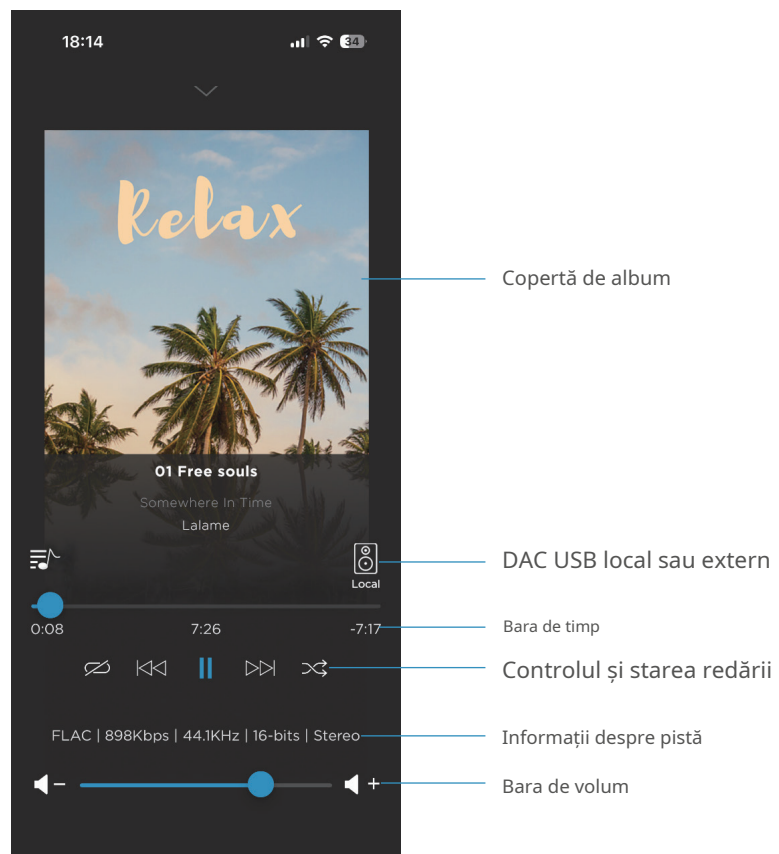 18:14
34
Relax
Copertă de album
01 Free souls
Somewhere In Time
Lalame
Local
DAC USB local sau extern
0:08 7:26 -7:17
Bara de timp
Controlul și starea redării
FLAC | 898Kbps | 44.1KHz | 16-bits | Stereo
Informații despre pistă
Bara de volum